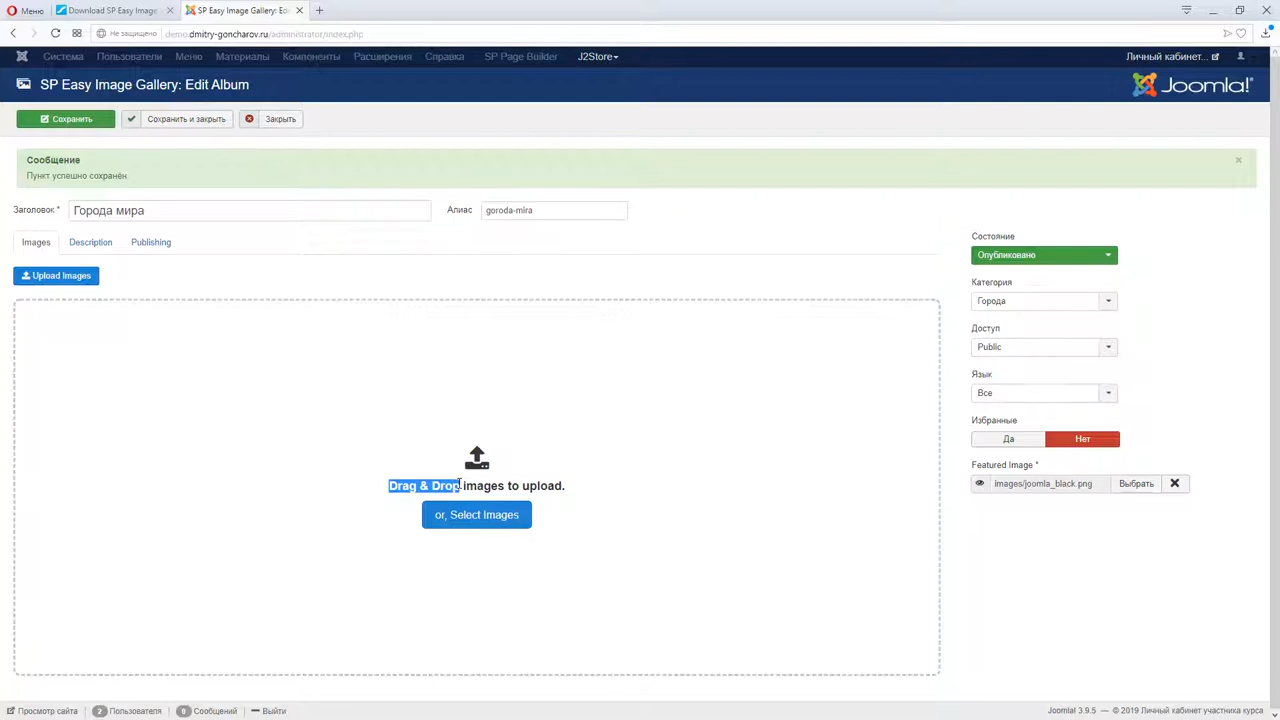 Меню
Download SP Easy Image
SP Easy Image Gallery: Edi
Не защищено
demo.dmitry-goncharov.ru/administrator/index.php
Система Пользователи Меню Материалы Компоненты Расширения Справка SP Page Builder J2Store
Личный кабинет...
SP Easy Image Gallery: Edit Album
Joomla!®
Сохранить
Сохранить и закрыть
Закрыть
Сообщение
Пункт успешно сохранён.
Заголовок *
Города мира
Алиас
goroda-mira
Images
Description
Publishing
Upload Images
Drag & Drop images to upload.
or, Select Images
Состояние
Опубликовано
Категория
Города
Доступ
Public
Язык
Все
Избранные
Да
Нет
Featured Image *
images/joomla_black.png
Выбрать
Просмотр сайта
2 Пользователя
0 Сообщений
Выйти
Joomla! 3.9.5 — © 2019 Личный кабинет участника курса